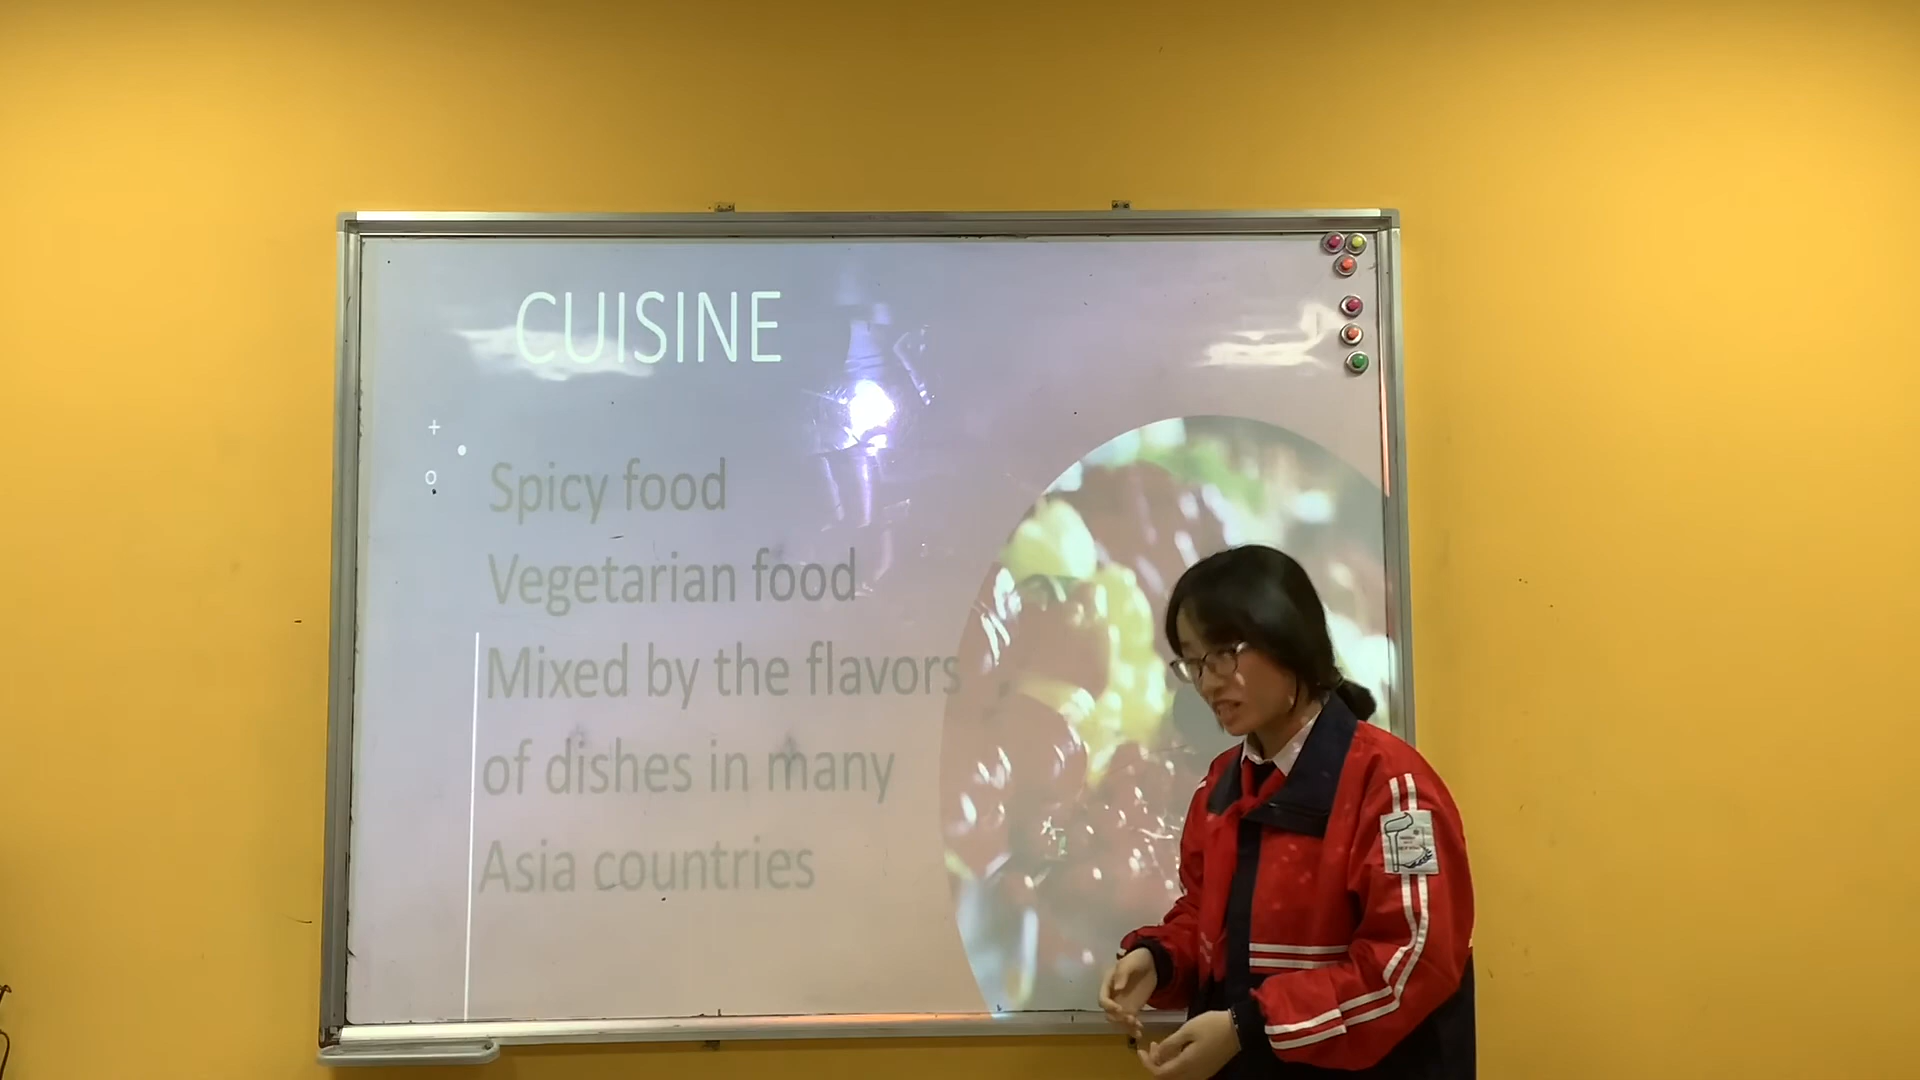 CUISINE
Spicy food
Vegetarian food
Mixed by the flavors
of dishes in many
Asia countries